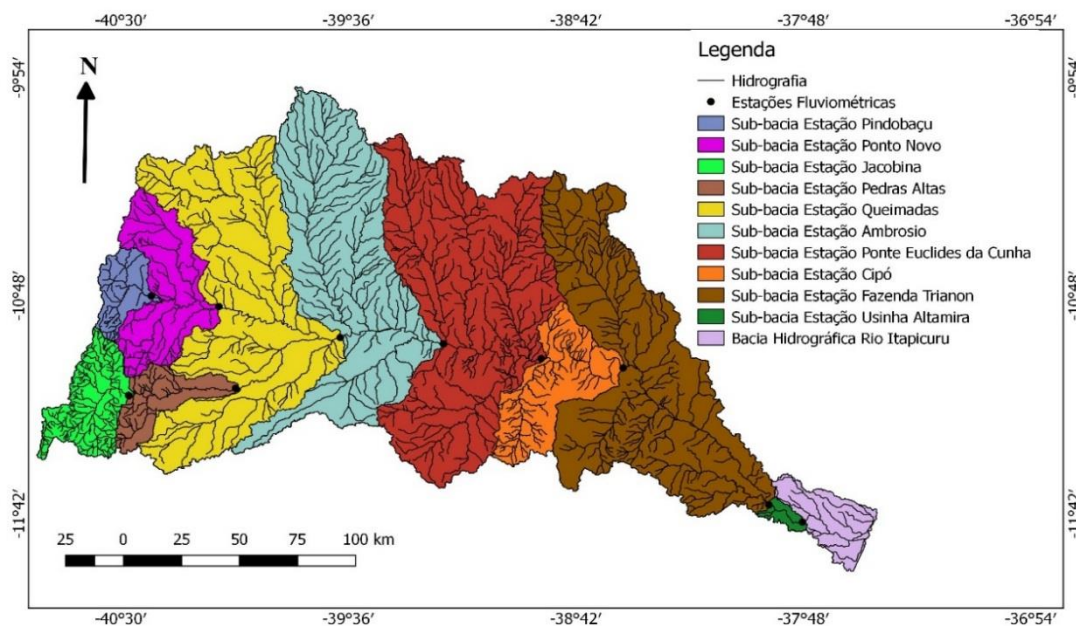 -40°30′ -39°36′ -38°42′ -37°48′ -36°54′
-9°54′ -9°54′
N
Legenda
Hidrografia
Estações Fluviométricas
Sub-bacia Estação Pindobaçu
Sub-bacia Estação Ponto Novo
Sub-bacia Estação Jacobina
Sub-bacia Estação Pedras Altas
Sub-bacia Estação Queimadas
Sub-bacia Estação Ambrosio
Sub-bacia Estação Ponte Euclides da Cunha
Sub-bacia Estação Cipó
Sub-bacia Estação Fazenda Trianon
Sub-bacia Estação Usinha Altamira
Bacia Hidrográfica Rio Itapicuru
-10°48′ -10°48′
-11°42′ -11°42′
25 0 25 50 75 100 km
-40°30′ -39°36′ -38°42′ -37°48′ -36°54′